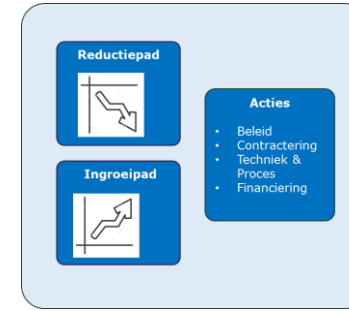 Reductiepad
Ingroeipad
Acties
• Beleid
• Contractering
• Techniek &
Proces
• Financiering